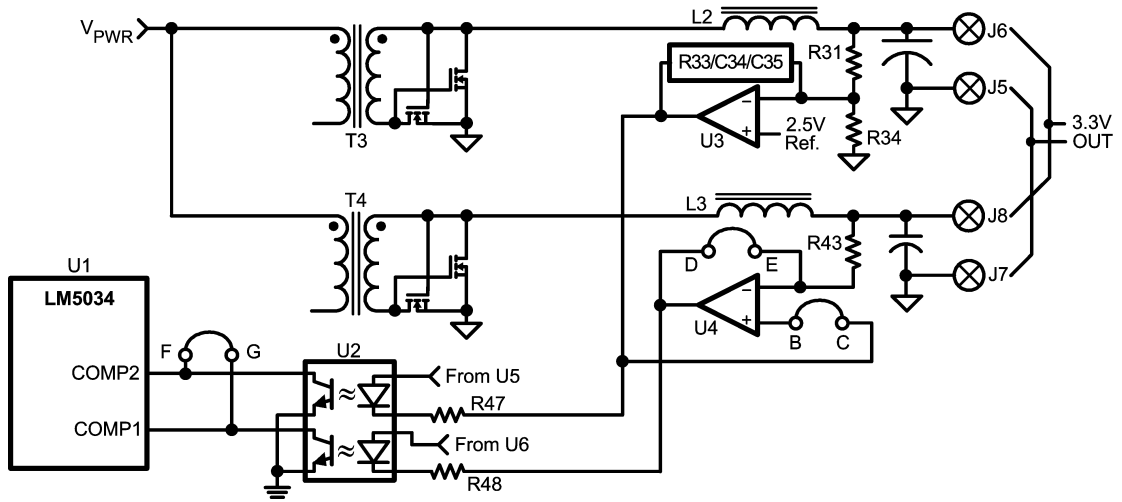 V PWR
T3
L2
R31
J6
R33/C34/C35
U3
−
+
2.5V
Ref.
R34
J5
3.3V
OUT
T4
L3
R43
J8
D
E
J7
U4
−
+
B
C
U1
LM5034
F
G
U2
COMP2
From U5
R47
COMP1
From U6
R48